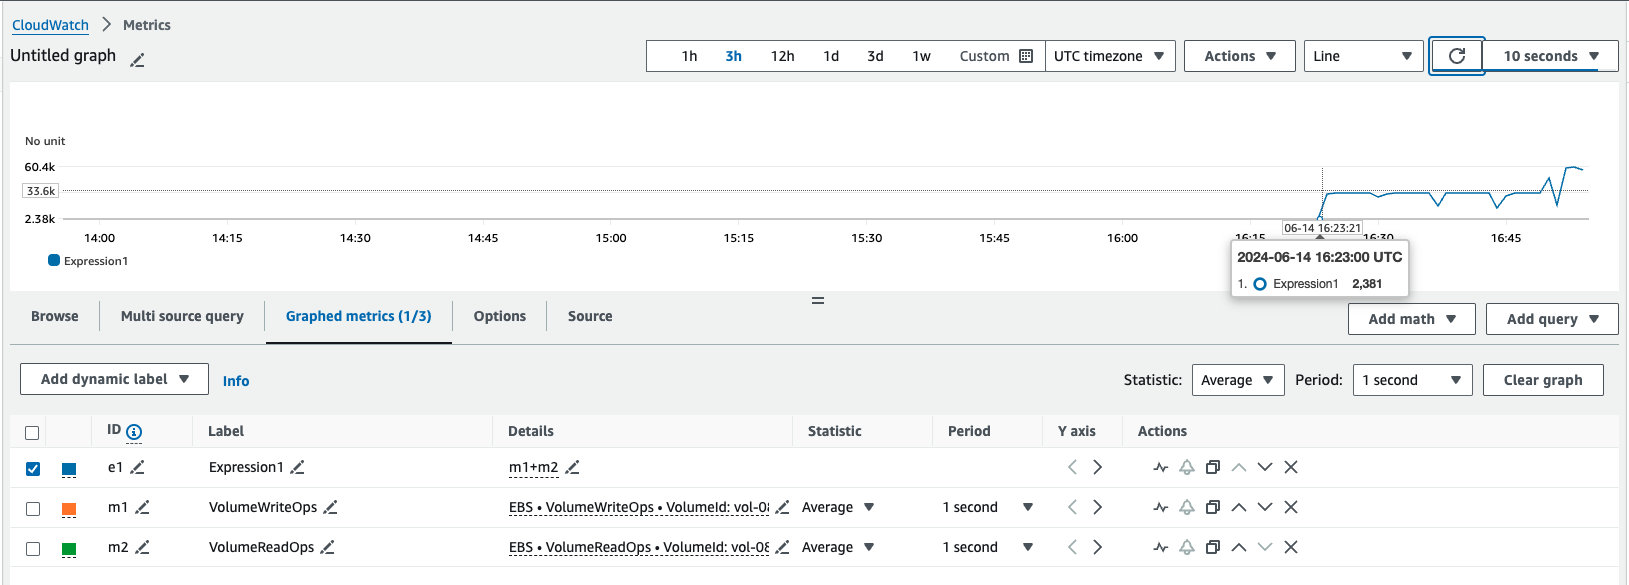 CloudWatch > Metrics
Untitled graph
1h 3h 12h 1d 3d 1w Custom UTC timezone Actions Line 10 seconds
No unit
60.4k
33.6k
2.38k
14:00 14:15 14:30 14:45 15:00 15:15 15:30 15:45 16:00 16:15 16:30 16:45
06-14 16:23:21
Expression1
2024-06-14 16:23:00 UTC
1. Expression1 2,381
Browse Multi source query Graphed metrics (1/3) Options Source Add math Add query
Add dynamic label Info Statistic: Average Period: 1 second Clear graph
ID Label Details Statistic Period Y axis Actions
e1 Expression1 m1+m2
m1 VolumeWriteOps EBS • VolumeWriteOps • VolumeId: vol-08 Average 1 second
m2 VolumeReadOps EBS • VolumeReadOps • VolumeId: vol-08 Average 1 second